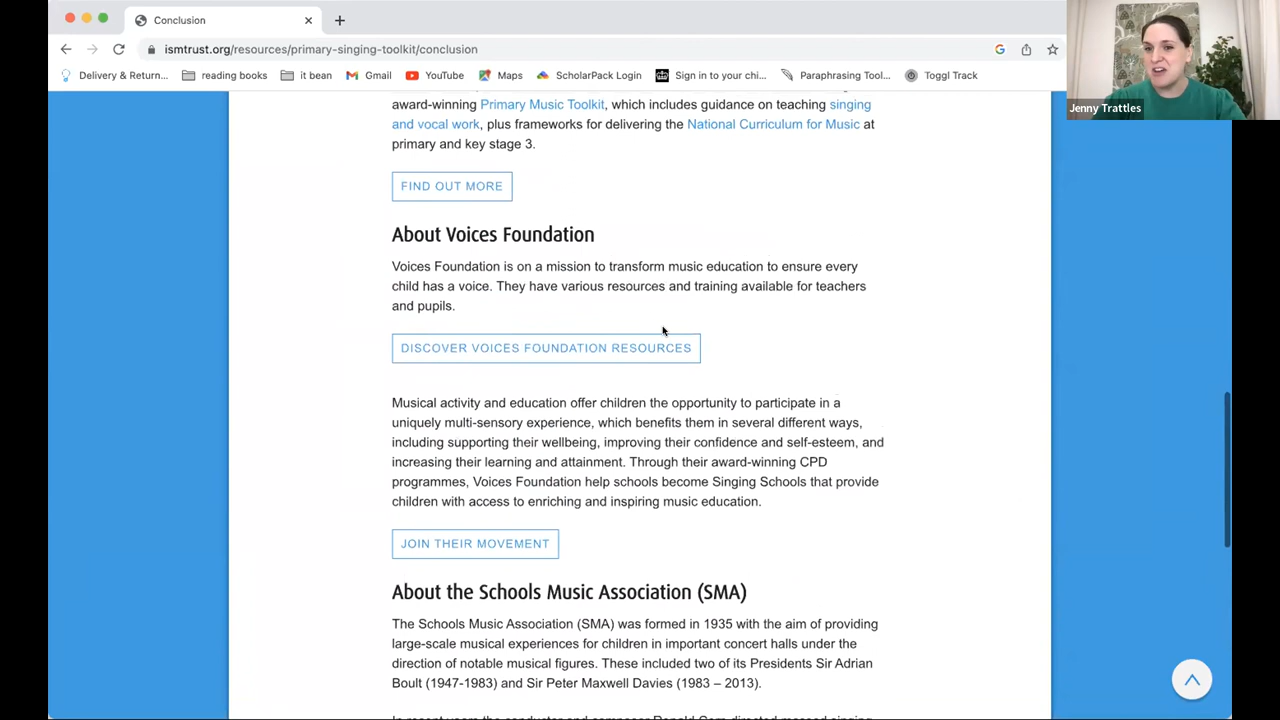 Conclusion
ismtrust.org/resources/primary-singing-toolkit/conclusion
Delivery & Return...
reading books
it bean
Gmail
YouTube
Maps
ScholarPack Login
Sign in to your chi...
Paraphrasing Tool...
Toggl Track
Jenny Trattles
award-winning Primary Music Toolkit, which includes guidance on teaching singing
and vocal work, plus frameworks for delivering the National Curriculum for Music at
primary and key stage 3.
FIND OUT MORE
About Voices Foundation
Voices Foundation is on a mission to transform music education to ensure every
child has a voice. They have various resources and training available for teachers
and pupils.
DISCOVER VOICES FOUNDATION RESOURCES
Musical activity and education offer children the opportunity to participate in a
uniquely multi-sensory experience, which benefits them in several different ways,
including supporting their wellbeing, improving their confidence and self-esteem, and
increasing their learning and attainment. Through their award-winning CPD
programmes, Voices Foundation help schools become Singing Schools that provide
children with access to enriching and inspiring music education.
JOIN THEIR MOVEMENT
About the Schools Music Association (SMA)
The Schools Music Association (SMA) was formed in 1935 with the aim of providing
large-scale musical experiences for children in important concert halls under the
direction of notable musical figures. These included two of its Presidents Sir Adrian
Boult (1947-1983) and Sir Peter Maxwell Davies (1983 – 2013).